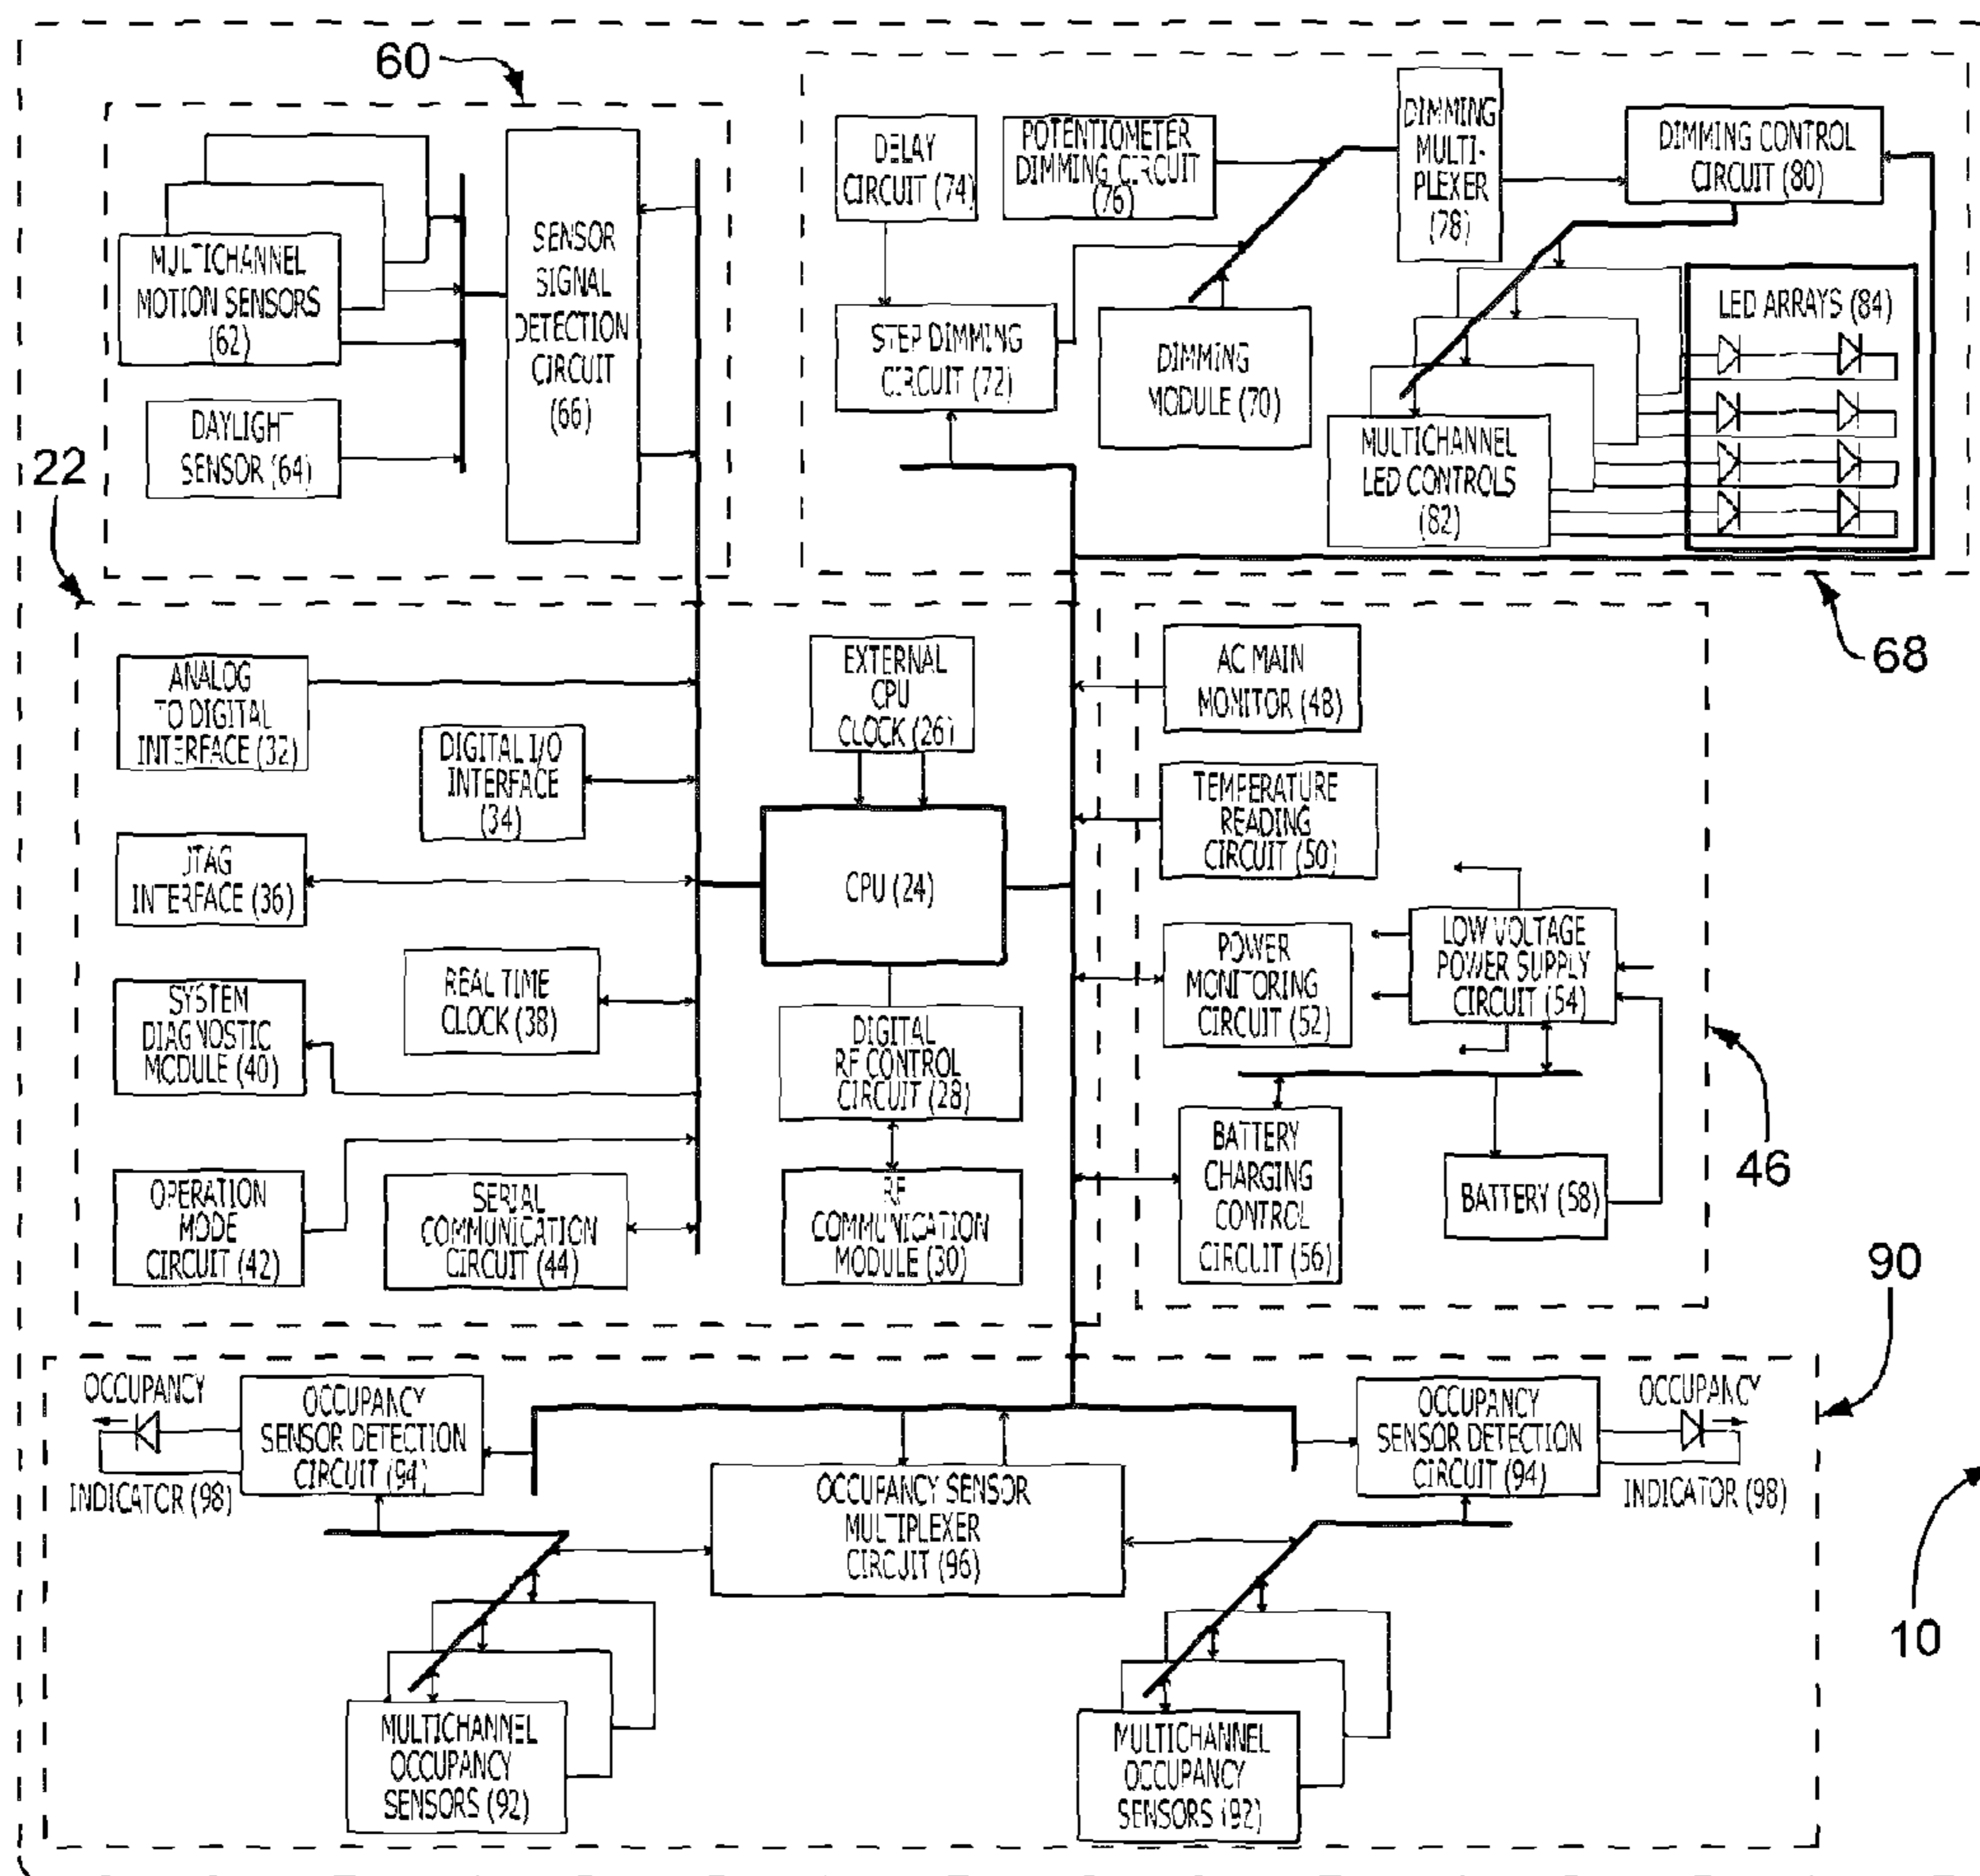 60
MULTICHANNEL
MOTION SENSORS
(62)
DAYLIGHT
SENSOR (64)
SENSOR
SIGNAL
DETECTION
CIRCUIT
(66)
DELAY
CIRCUIT (74)
POTENTIOMETER
DIMMING CIRCUIT
(76)
DIMMING
MULTI-
PLEXER
(78)
DIMMING CONTROL
CIRCUIT (80)
STEP DIMMING
CIRCUIT (72)
DIMMING
MODULE (70)
MULTICHANNEL
LED CONTROLS
(82)
LED ARRAYS (84)
68
22
ANALOG
TO DIGITAL
INTERFACE (32)
DIGITAL I/O
INTERFACE
(34)
JTAG
INTERFACE (36)
REAL TIME
CLOCK (38)
SYSTEM
DIAGNOSTIC
MODULE (40)
OPERATION
MODE
CIRCUIT (42)
SERIAL
COMMUNICATION
CIRCUIT (44)
EXTERNAL
CPU
CLOCK (26)
CPU (24)
DIGITAL
RF CONTROL
CIRCUIT (28)
RF
COMMUNICATION
MODULE (30)
AC MAIN
MONITOR (48)
TEMPERATURE
READING
CIRCUIT (50)
POWER
MONITORING
CIRCUIT (52)
LOW VOLTAGE
POWER SUPPLY
CIRCUIT (54)
BATTERY
CHARGING
CONTROL
CIRCUIT (56)
BATTERY (58)
46
90
OCCUPANCY
INDICATOR (98)
OCCUPANCY
SENSOR DETECTION
CIRCUIT (94)
OCCUPANCY SENSOR
MULTIPLEXER
CIRCUIT (96)
OCCUPANCY
SENSOR DETECTION
CIRCUIT (94)
OCCUPANCY
INDICATOR (98)
MULTICHANNEL
OCCUPANCY
SENSORS (92)
MULTICHANNEL
OCCUPANCY
SENSORS (92)
10